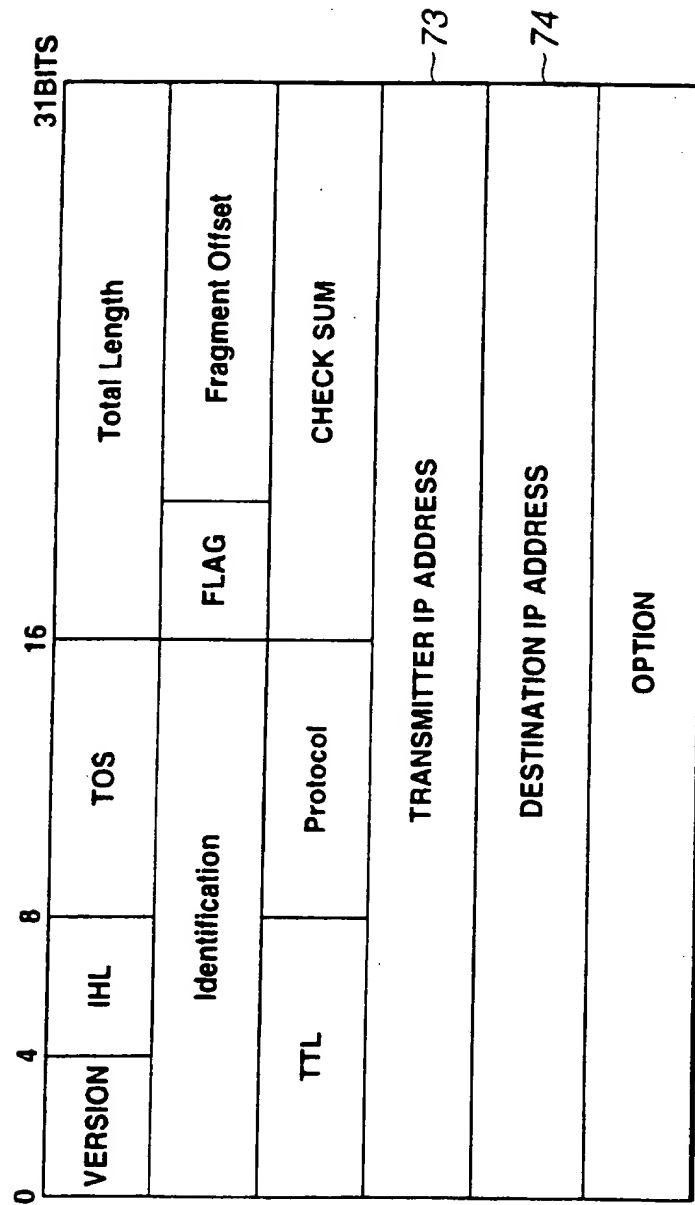 0 4 8 16 31BITS
VERSION IHL TOS Total Length
Identification FLAG Fragment Offset
TTL Protocol CHECK SUM
TRANSMITTER IP ADDRESS ~73
DESTINATION IP ADDRESS ~74
OPTION